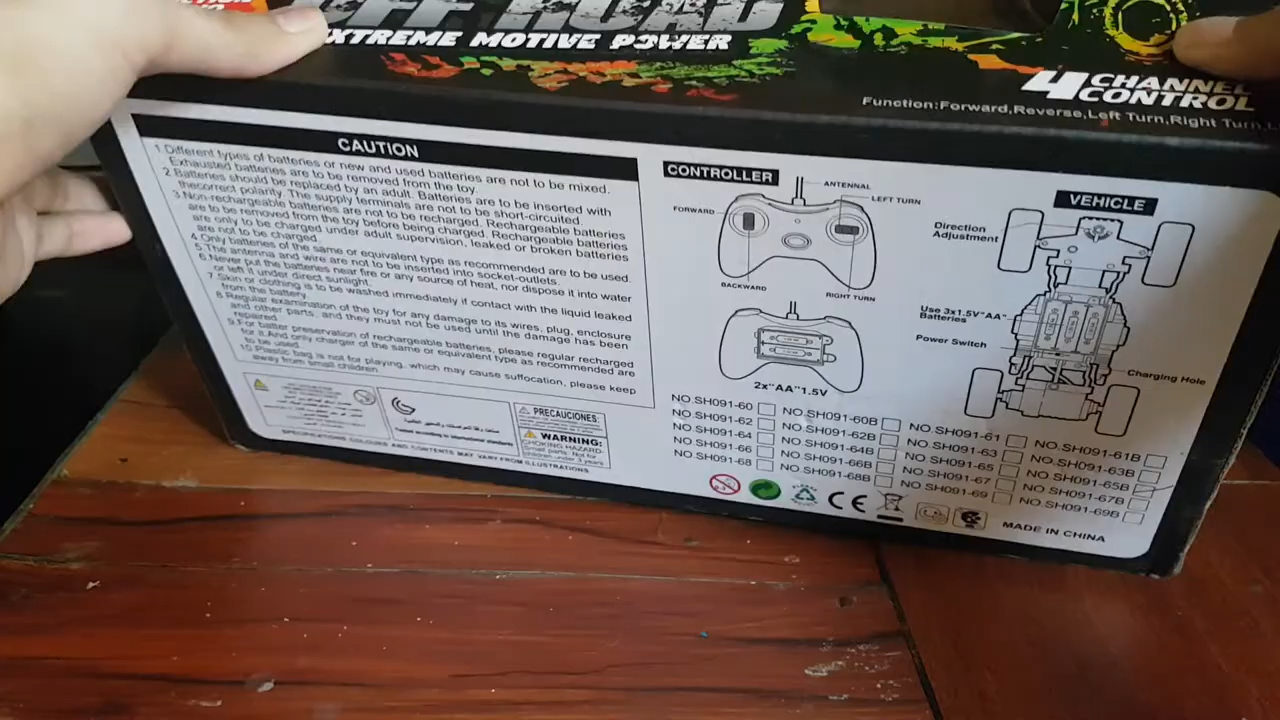 OFF ROAD
EXTREME MOTIVE POWER
4 CHANNEL
CONTROL
Function:Forward,Reverse,Left Turn,Right Turn,
CAUTION
1.Different types of batteries or new and used batteries are not to be mixed.
Exhausted batteries are to be removed from the toy.
2.Batteries should be replaced by an adult. Batteries are to be inserted with
thecorrect polarity. The supply terminals are not to be short-circuited.
3.Non-rechargeable batteries are not to be recharged. Rechargeable batteries
are to be removed from the toy before being charged. Rechargeable batteries
are only to be charged under adult supervision, leaked or broken batteries
are not to be charged.
4.Only batteries of the same or equivalent type as recommended are to be used.
5.The antenna and wire are not to be inserted into socket-outlets.
6.Never put the batteries near fire or any source of heat, nor dispose it into water
or left it under direct sunlight.
7.Skin or clothing is to be washed immediately if contact with the liquid leaked
from the battery.
8.Regular examination of the toy for any damage to its wires, plug, enclosure
and other parts, and they must not be used until the damage has been
repaired.
9.For batter preservation of rechargeable batteries, please regular recharged
for it.And only charger of the same or equivalent type as recommended are
to be used.
10.Plastic bag is not for playing, which may cause suffocation, please keep
away from small children.
PRECAUCIONES:
WARNING:
CHOKING HAZARD-
Small parts. Not for
children under 3 years
SPECIFICATIONS COLOURS AND CONTENTS MAY VARY FROM ILLUSTRATIONS
CONTROLLER
ANTENNAL
LEFT TURN
FORWARD
BACKWARD
RIGHT TURN
2x"AA"1.5V
VEHICLE
Direction
Adjustment
Use 3x1.5V"AA"
Batteries
Power Switch
Charging Hole
NO.SH091-60 NO.SH091-60B NO.SH091-61 NO.SH091-61B
NO.SH091-62 NO.SH091-62B NO.SH091-63 NO.SH091-63B
NO.SH091-64 NO.SH091-64B NO.SH091-65 NO.SH091-65B
NO.SH091-66 NO.SH091-66B NO.SH091-67 NO.SH091-67B
NO.SH091-68 NO.SH091-68B NO.SH091-69 NO.SH091-69B
CE
MADE IN CHINA